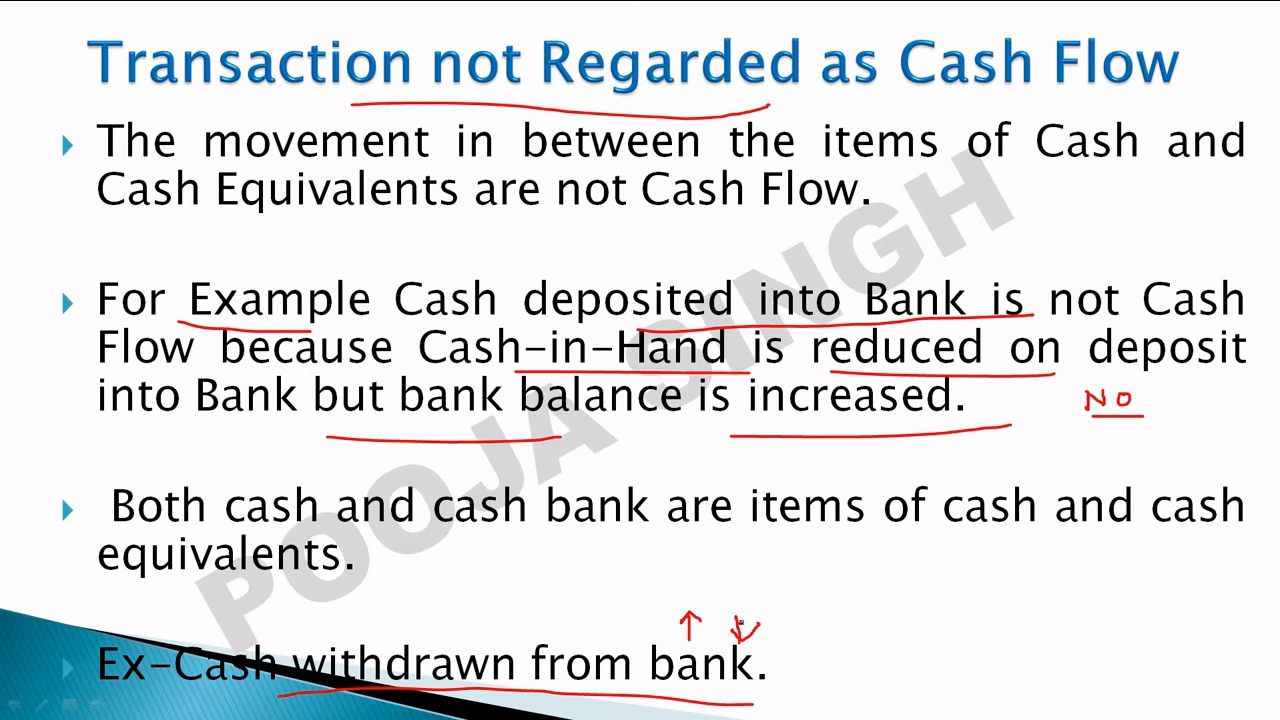 Transaction not Regarded as Cash Flow
The movement in between the items of Cash and
Cash Equivalents are not Cash Flow.
For Example Cash deposited into Bank is not Cash
Flow because Cash-in-Hand is reduced on deposit
into Bank but bank balance is increased.
NO
Both cash and cash bank are items of cash and cash
equivalents.
Ex-Cash withdrawn from bank.
POOJA SINGH